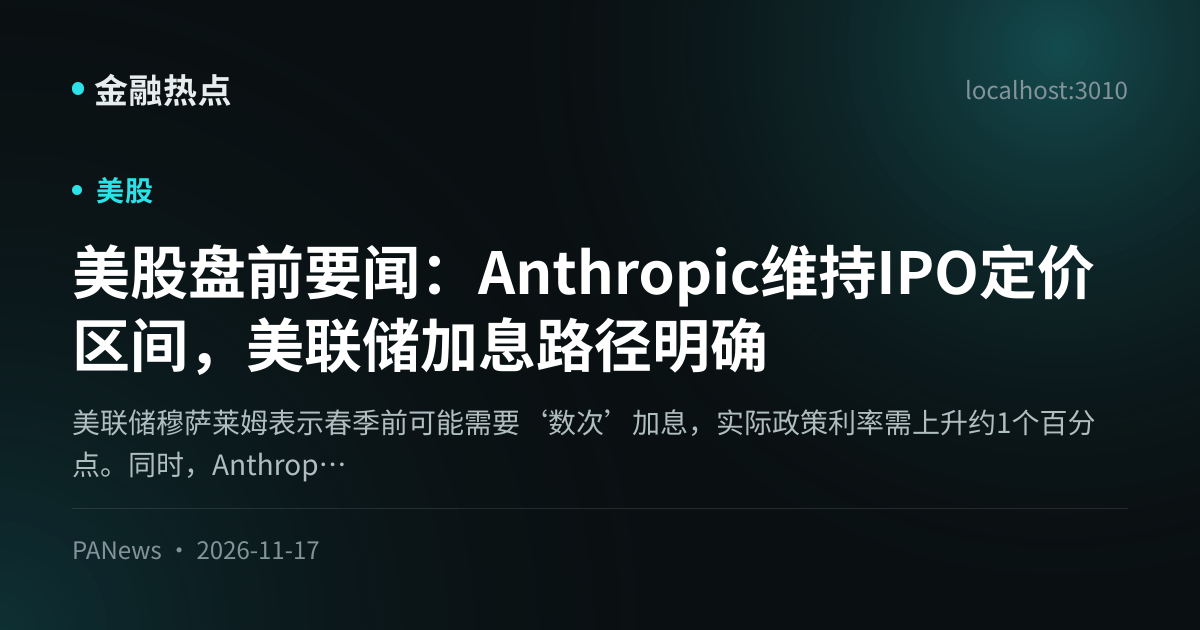 金融热点
localhost:3010
美股
美股盘前要闻：Anthropic维持IPO定价
区间，美联储加息路径明确
美联储穆萨莱姆表示春季前可能需要‘数次’加息，实际政策利率需上升约1个百分
点。同时，Anthrop…
PANews · 2026-11-17